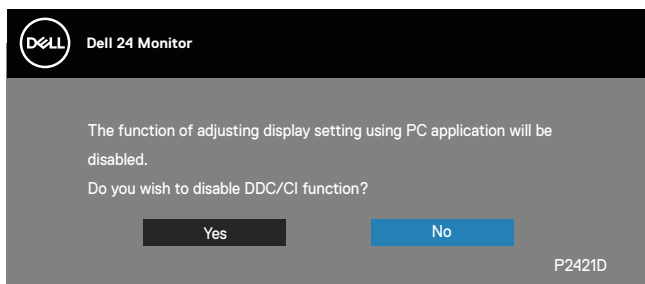 DELL Dell 24 Monitor
The function of adjusting display setting using PC application will be
disabled.
Do you wish to disable DDC/CI function?
Yes No
P2421D